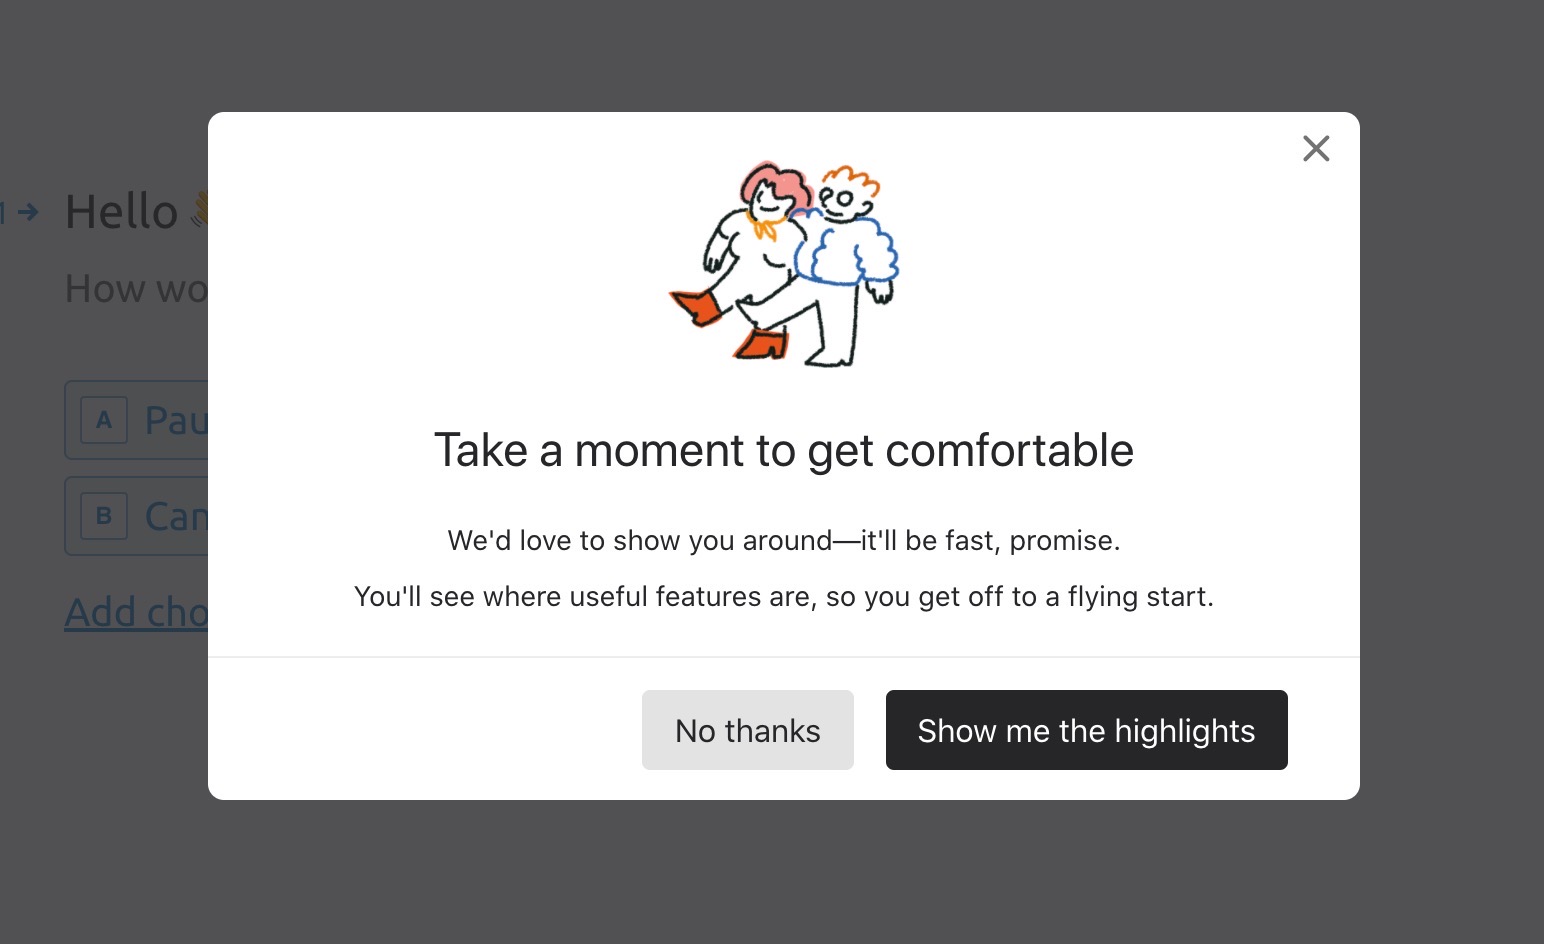 Take a moment to get comfortable
We'd love to show you around—it'll be fast, promise.
You'll see where useful features are, so you get off to a flying start.
No thanks
Show me the highlights
1 → Hello 👋
How wo
A Pau
B Can
Add cho